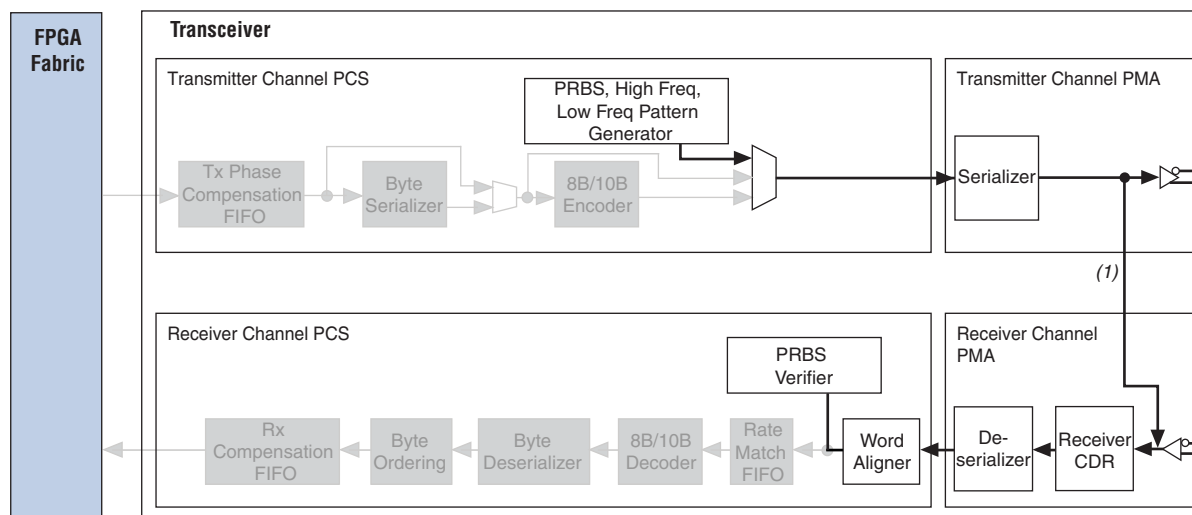 FPGA
Fabric
Transceiver
Transmitter Channel PCS
PRBS, High Freq,
Low Freq Pattern
Generator
Tx Phase
Compensation
FIFO
Byte
Serializer
8B/10B
Encoder
Transmitter Channel PMA
Serializer
(1)
Receiver Channel PCS
PRBS
Verifier
Rx
Compensation
FIFO
Byte
Ordering
Byte
Deserializer
8B/10B
Decoder
Rate
Match
FIFO
Word
Aligner
Receiver Channel
PMA
De-
serializer
Receiver
CDR